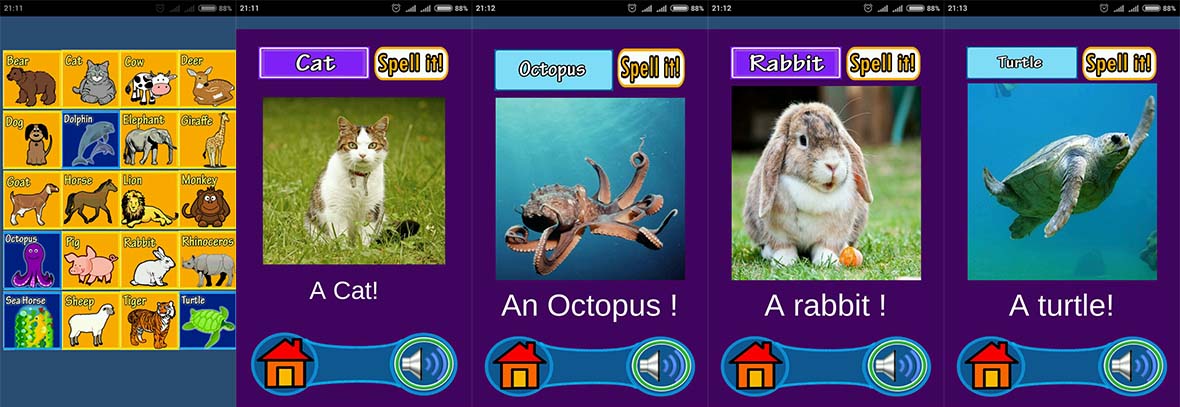 21:11 88%
Bear Cat Cow Deer
Dog Dolphin Elephant Giraffe
Goat Horse Lion Monkey
Octopus Pig Rabbit Rhinoceros
Sea Horse Sheep Tiger Turtle
21:11 88%
Cat Spell it!
A Cat!
21:12 88%
Octopus Spell it!
An Octopus !
21:12 88%
Rabbit Spell it!
A rabbit !
21:13 88%
Turtle Spell it!
A turtle!